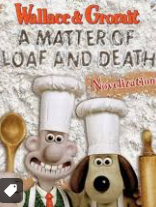 Wallace & Gromit
A MATTER OF
LOAF AND DEATH
Novelization